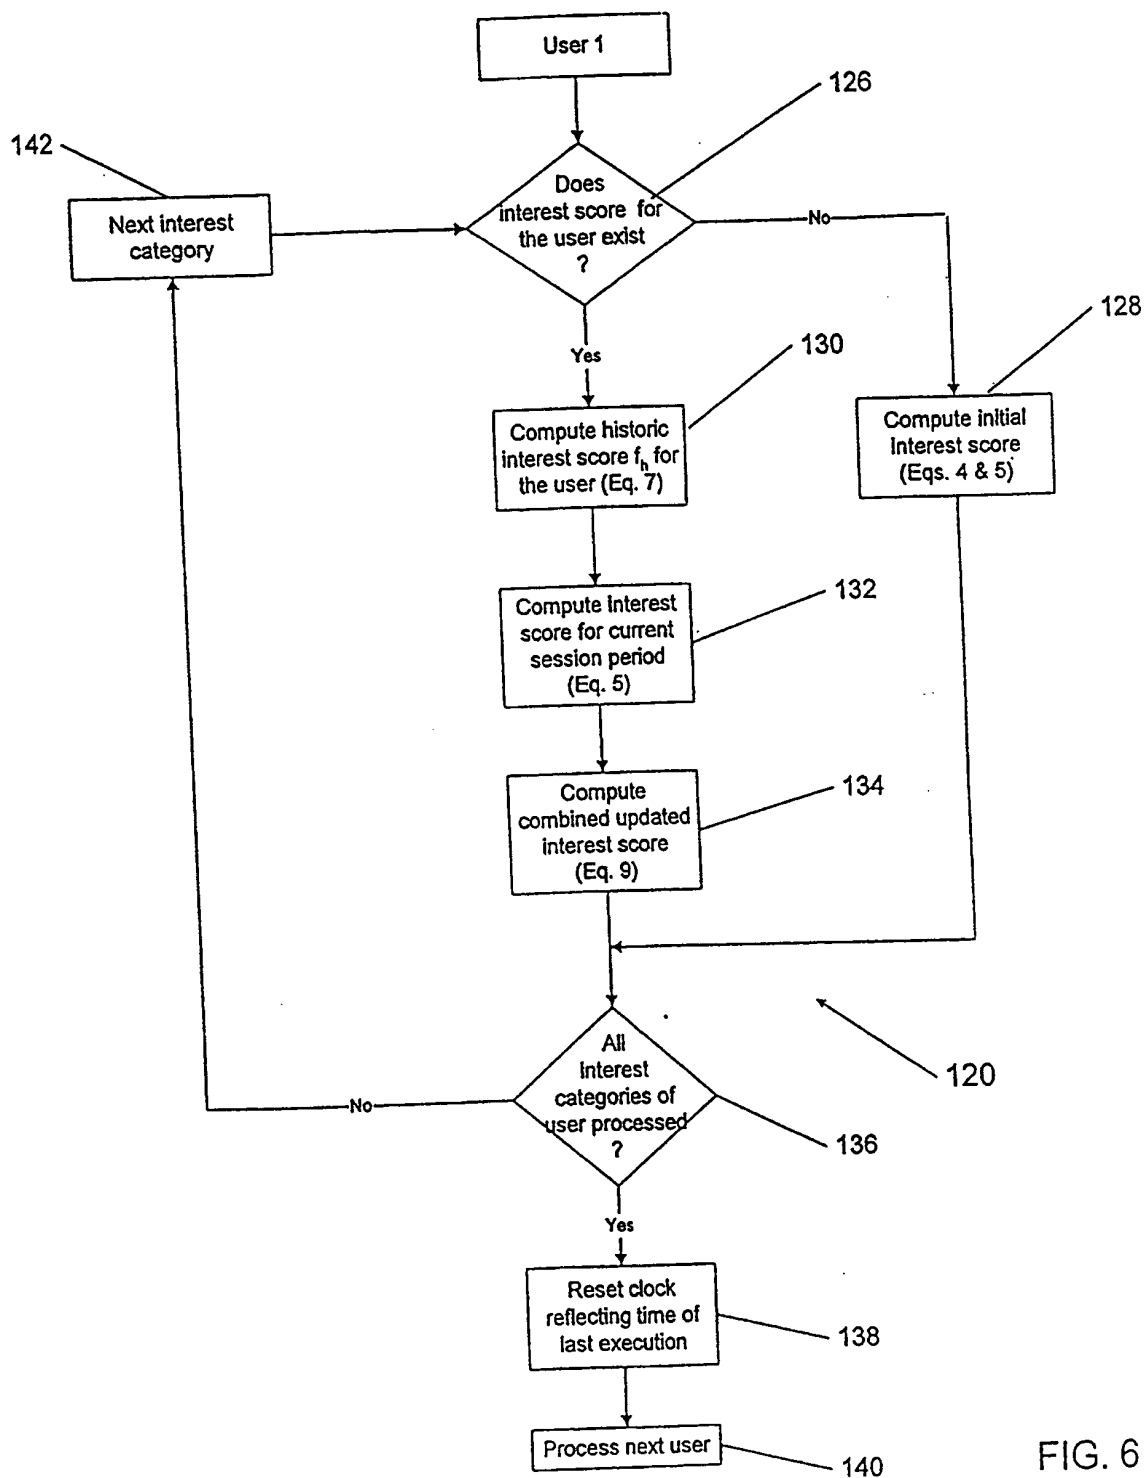 User 1
126
142
Does
interest score for
the user exist
?
No
Next interest
category
128
Yes
130
Compute historic
interest score fh for
the user (Eq. 7)
Compute initial
interest score
(Eqs. 4 & 5)
132
Compute interest
score for current
session period
(Eq. 5)
134
Compute
combined updated
interest score
(Eq. 9)
120
All
interest
categories of
user processed
?
No
136
Yes
Reset clock
reflecting time of
last execution
138
Process next user
140
FIG. 6